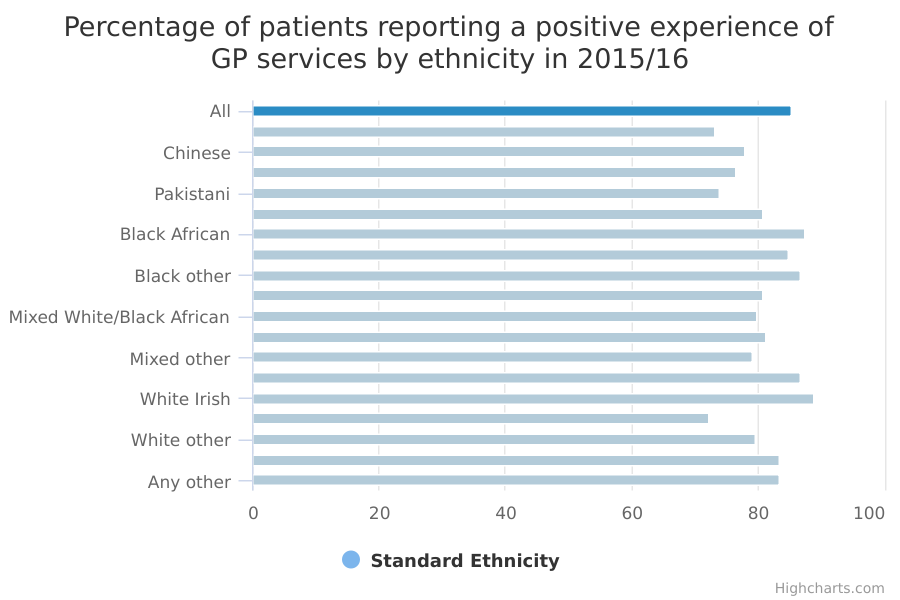 Percentage of patients reporting a positive experience of
GP services by ethnicity in 2015/16
All
Chinese
Pakistani
Black African
Black other
Mixed White/Black African
Mixed other
White Irish
White other
Any other
0 20 40 60 80 100
Standard Ethnicity
Highcharts.com